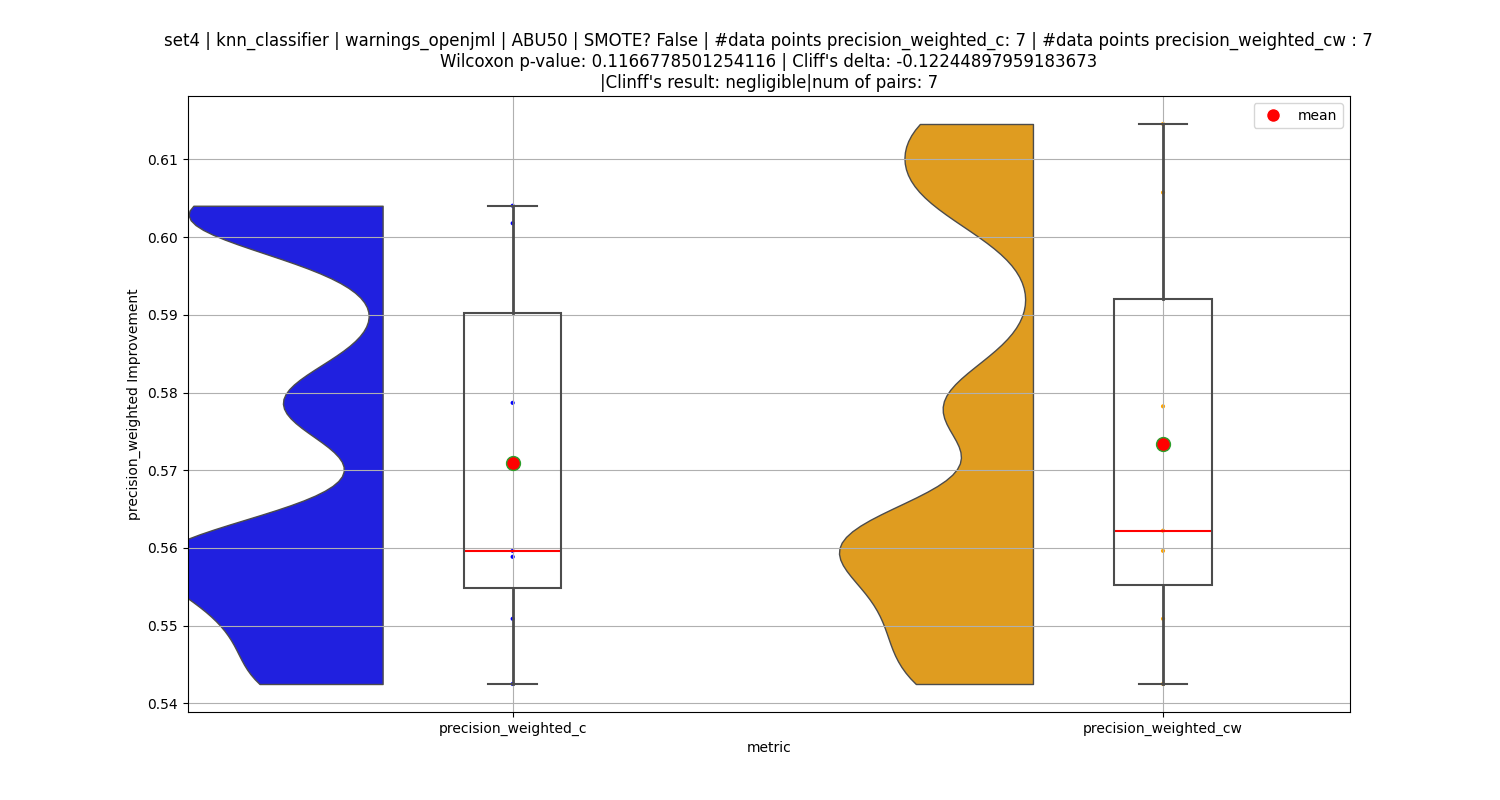 set4 | knn_classifier | warnings_openjml | ABU50 | SMOTE? False | #data points precision_weighted_c: 7 | #data points precision_weighted_cw : 7
Wilcoxon p-value: 0.1166778501254116 | Cliff's delta: -0.12244897959183673
|Clinff's result: negligible|num of pairs: 7
mean
0.61
0.60
0.59
0.58
0.57
0.56
0.55
0.54
precision_weighted Improvement
precision_weighted_c
precision_weighted_cw
metric